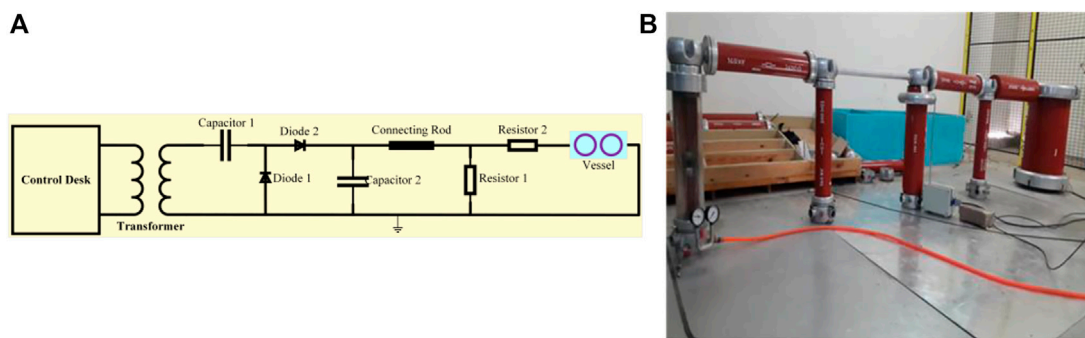 A
B
Capacitor 1
Diode 2
Connecting Rod
Resistor 2
Control Desk
Diode 1
Capacitor 2
Resistor 1
Vessel
Transformer